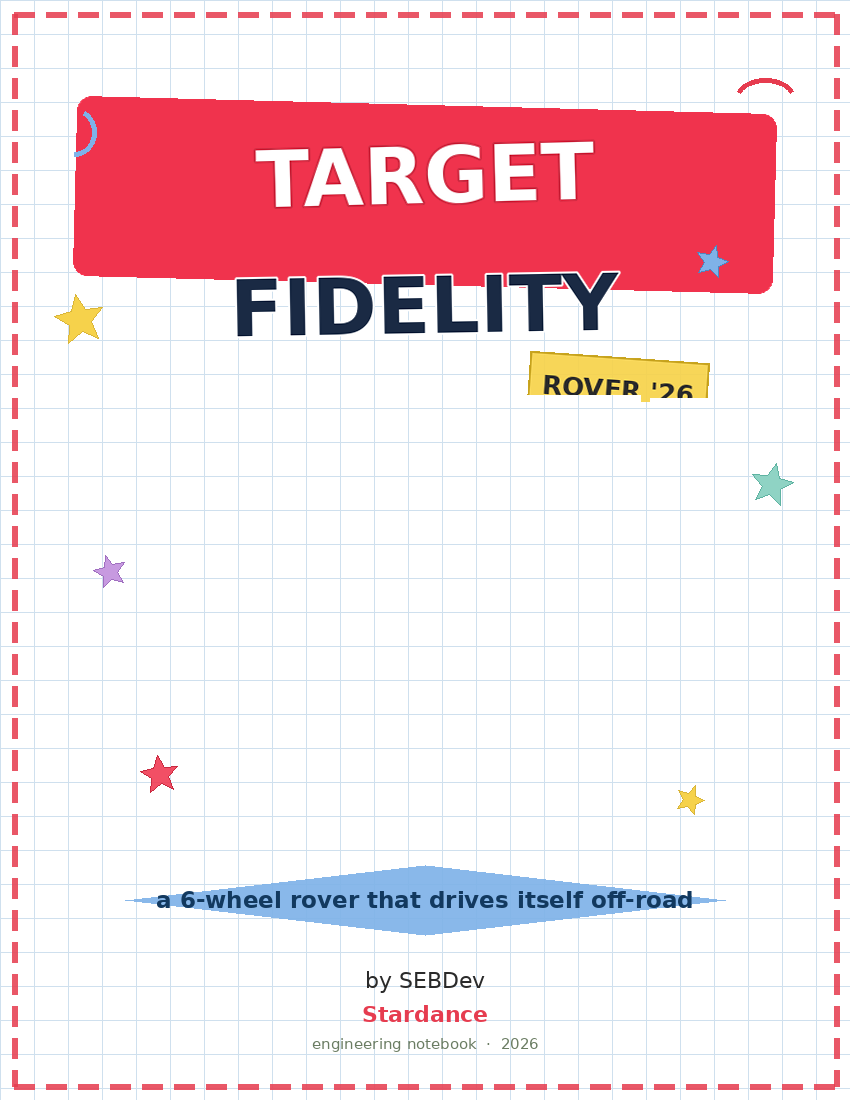 TARGET
FIDELITY
ROVER '26
a 6-wheel rover that drives itself off-road
by SEBDev
Stardance
engineering notebook · 2026